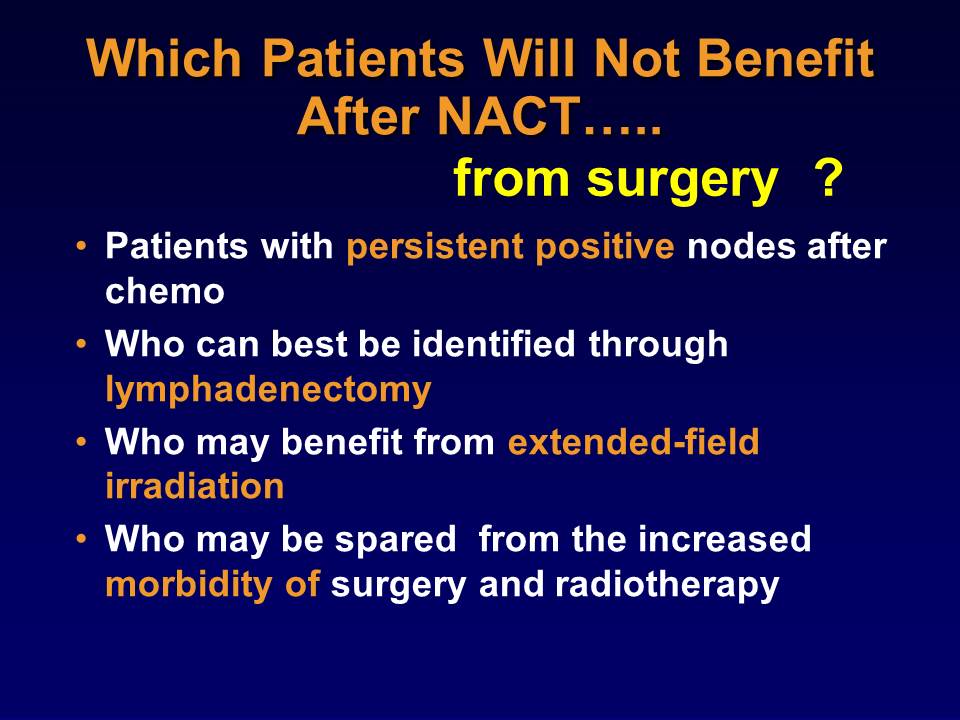 Which Patients Will Not Benefit
After NACT…..
from surgery ?
• Patients with persistent positive nodes after
chemo
• Who can best be identified through
lymphadenectomy
• Who may benefit from extended-field
irradiation
• Who may be spared from the increased
morbidity of surgery and radiotherapy